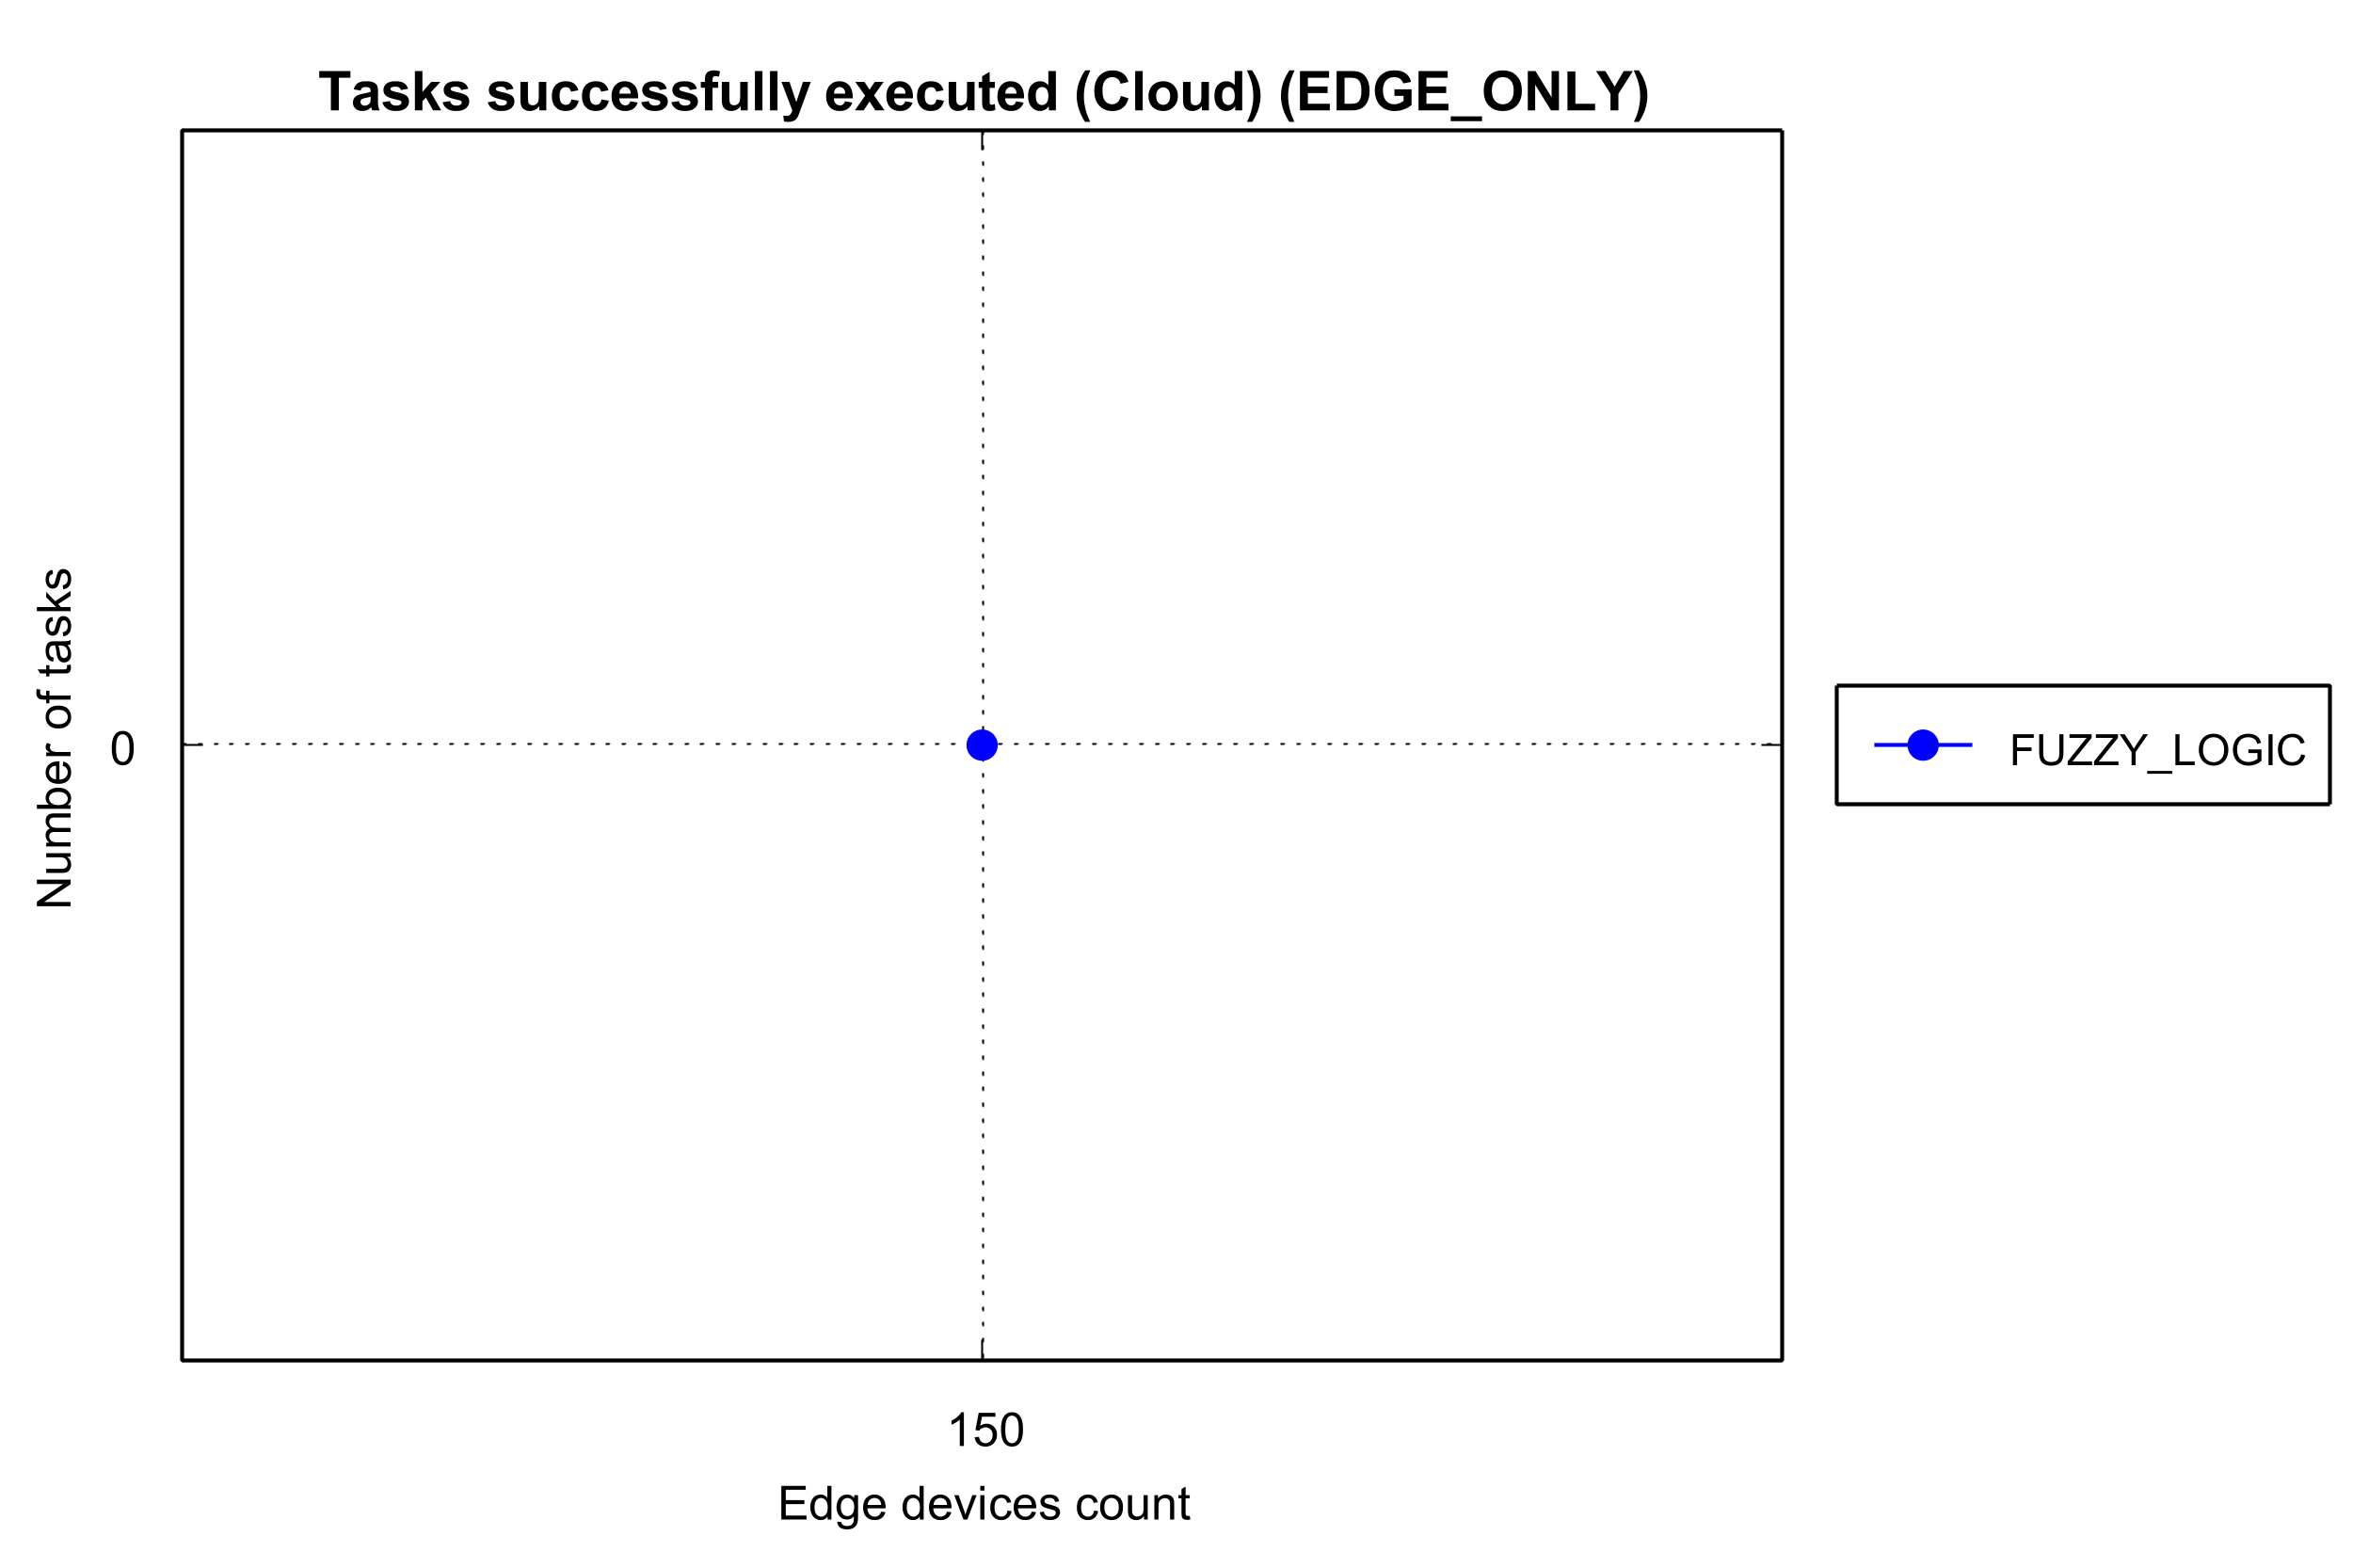 Tasks successfully executed (Cloud) (EDGE_ONLY)
Number of tasks
0
FUZZY_LOGIC
150
Edge devices count